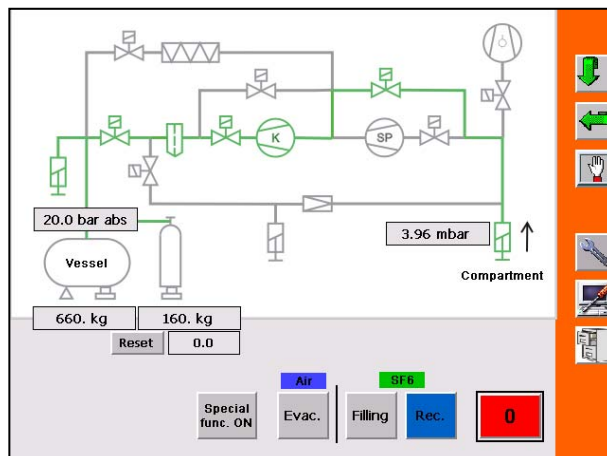 K
SP
20.0 bar abs
3.96 mbar
Vessel
Compartment
660. kg
160. kg
Reset
0.0
Air
SF6
Special
func. ON
Evac.
Filling
Rec.
0